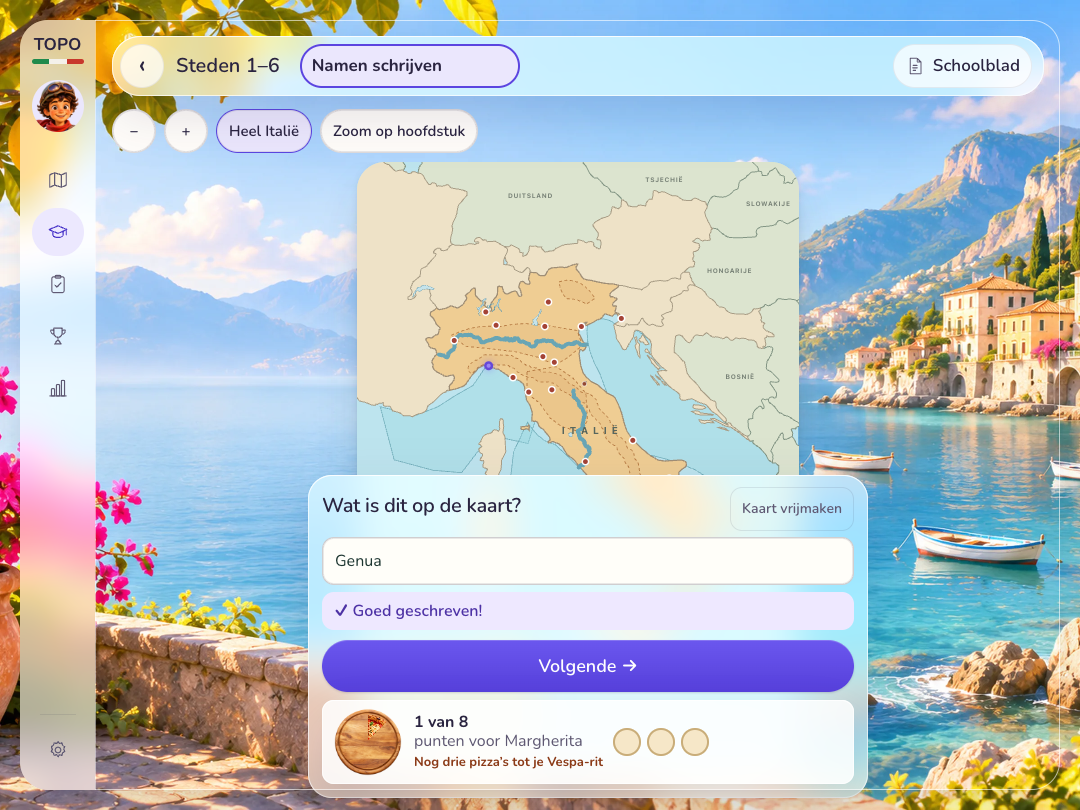 TOPO
‹
Steden 1–6
Namen schrijven
Schoolblad
−
+
Heel Italië
Zoom op hoofdstuk
DUITSLAND
TSJECHIË
SLOWAKIJE
HONGARIJE
BOSNIË
ITALIË
Wat is dit op de kaart?
Kaart vrijmaken
Genua
✓ Goed geschreven!
Volgende →
1 van 8
punten voor Margherita
Nog drie pizza's tot je Vespa-rit